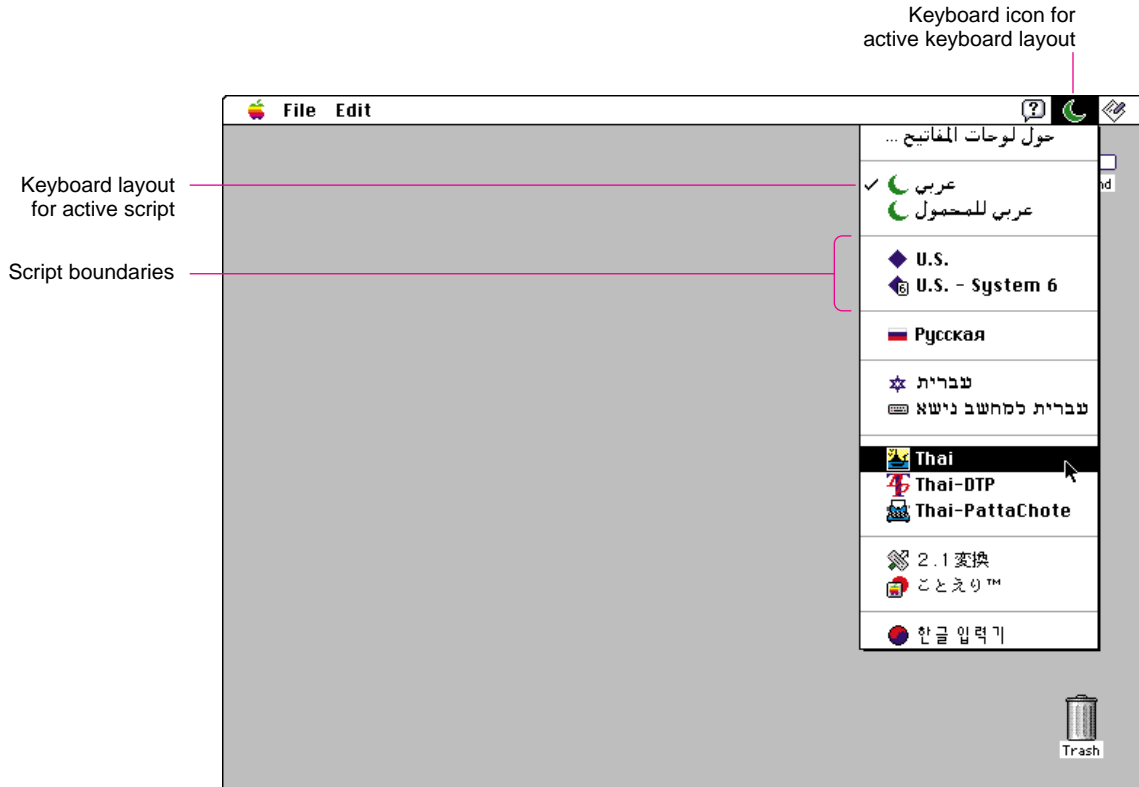 Keyboard icon for
active keyboard layout
File Edit
حول لوحات المفاتيح ...
Keyboard layout
for active script
عربي
عربي للمحمول
Script boundaries
U.S.
U.S. - System 6
Русская
עברית
עברית למחשב נישא
Thai
Thai-DTP
Thai-PattaChote
2.1変換
ことえり™
한글 입력기
Trash